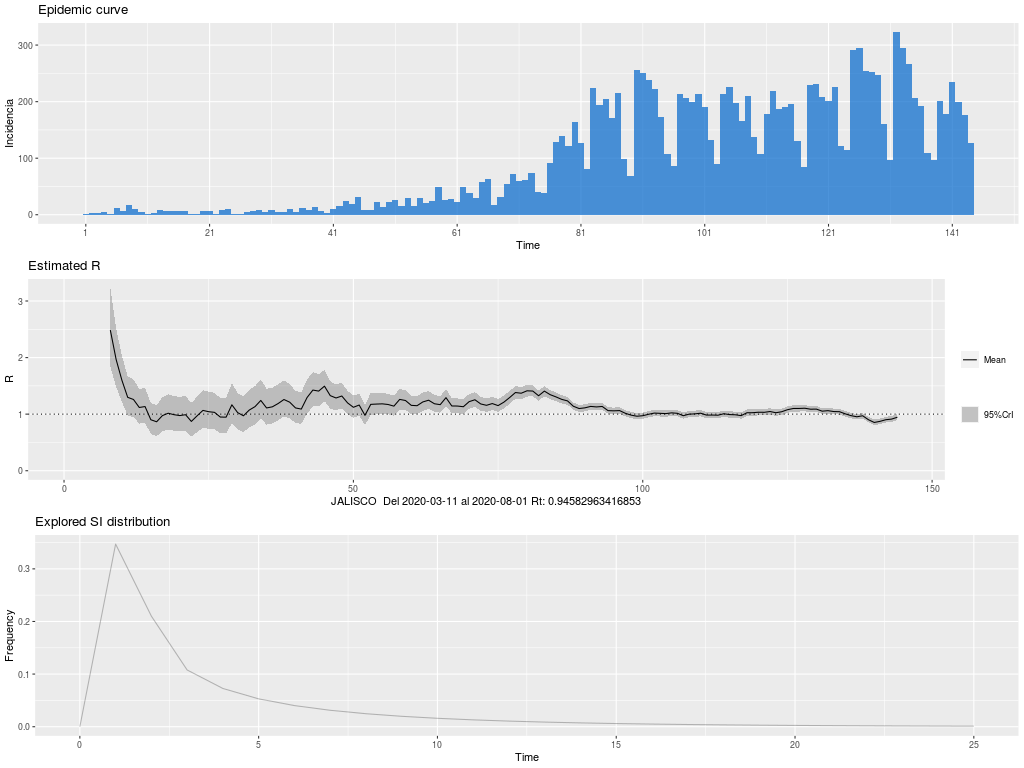 Epidemic curve
300
200
100
0
Incidencia
1 21 41 61 81 101 121 141
Time
Estimated R
3
2
1
0
R
Mean
95%CrI
0 50 100 150
JALISCO Del 2020-03-11 al 2020-08-01 Rt: 0.94582963416853
Explored SI distribution
0.3
0.2
0.1
0.0
Frequency
0 5 10 15 20 25
Time